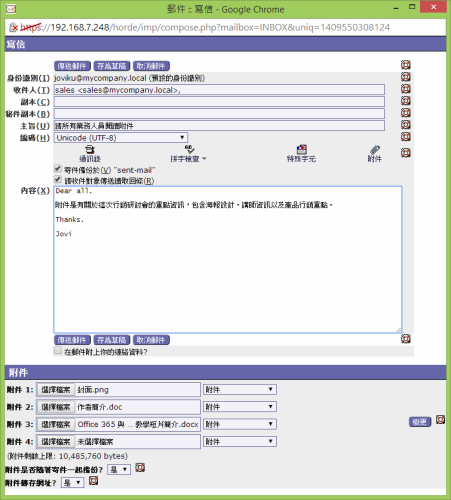 郵件 :: 寫信 - Google Chrome
https://192.168.7.248/horde/imp/compose.php?mailbox=INBOX&uniq=1409550308124
寫信
傳送郵件 存為草稿 取消郵件
身份識別(I) joviku@mycompany.local (預設的身份識別)
收件人(T) sales <sales@mycompany.local>,
副本(C)
秘件副本(B)
主旨(U) 請所有業務人員閱讀附件
編碼(H) Unicode (UTF-8)
通訊錄 拼字檢查 特殊字元 附件
寄件備份於(V) "sent-mail"
請收件對象傳送讀取回條(R)
內容(X) Dear all.
附件是有關於這次行銷研討會的重點資訊，包含海報設計、講師資訊以及產品行銷重點。
Thanks.
Jovi
傳送郵件 存為草稿 取消郵件
在郵件附上你的連絡資料?
附件
附件 1: 選擇檔案 封面.png 附件
附件 2: 選擇檔案 作者簡介.doc 附件
附件 3: 選擇檔案 Office 365 與 ... 教學短片簡介.docx 附件 變更
附件 4: 選擇檔案 未選擇檔案 附件
(附件剩餘上限: 10,485,760 bytes)
附件是否隨著寄件一起備份? 是
附件轉存網址? 是